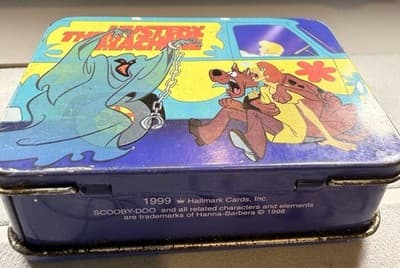 THE MYSTERY
MACHINE
1999 Hallmark Cards, Inc.
SCOOBY-DOO and all related characters and elements
are trademarks of Hanna-Barbera © 1998